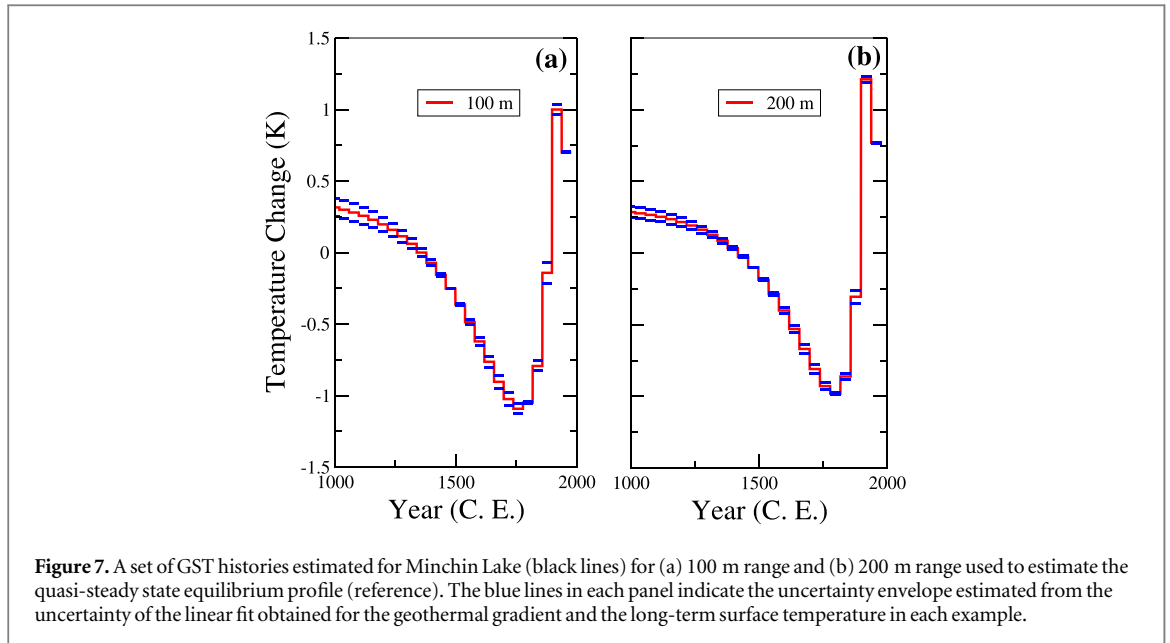 1.5
1
0.5
0
-0.5
-1
-1.5
Temperature Change (K)
(a)
100 m
1000 1500 2000
Year (C. E.)
(b)
200 m
1000 1500 2000
Year (C. E.)
Figure 7. A set of GST histories estimated for Minchin Lake (black lines) for (a) 100 m range and (b) 200 m range used to estimate the
quasi-steady state equilibrium profile (reference). The blue lines in each panel indicate the uncertainty envelope estimated from the
uncertainty of the linear fit obtained for the geothermal gradient and the long-term surface temperature in each example.